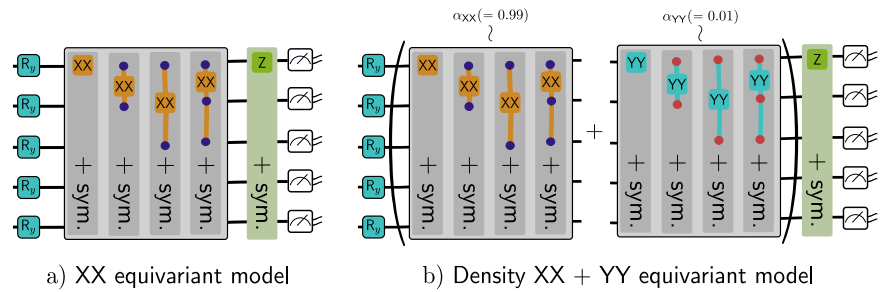 α_XX(= 0.99)
α_YY(= 0.01)
XX
Z
XX
YY
Z
R_y
R_y
XX
XX
XX
XX
YY
YY
R_y
R_y
XX
XX
YY
R_y
R_y
+
R_y
R_y
+ sym.
+ sym.
+ sym.
+ sym.
+ sym.
+ sym.
+ sym.
+ sym.
+ sym.
+ sym.
+ sym.
+ sym.
+ sym.
+ sym.
R_y
R_y
a) XX equivariant model
b) Density XX + YY equivariant model